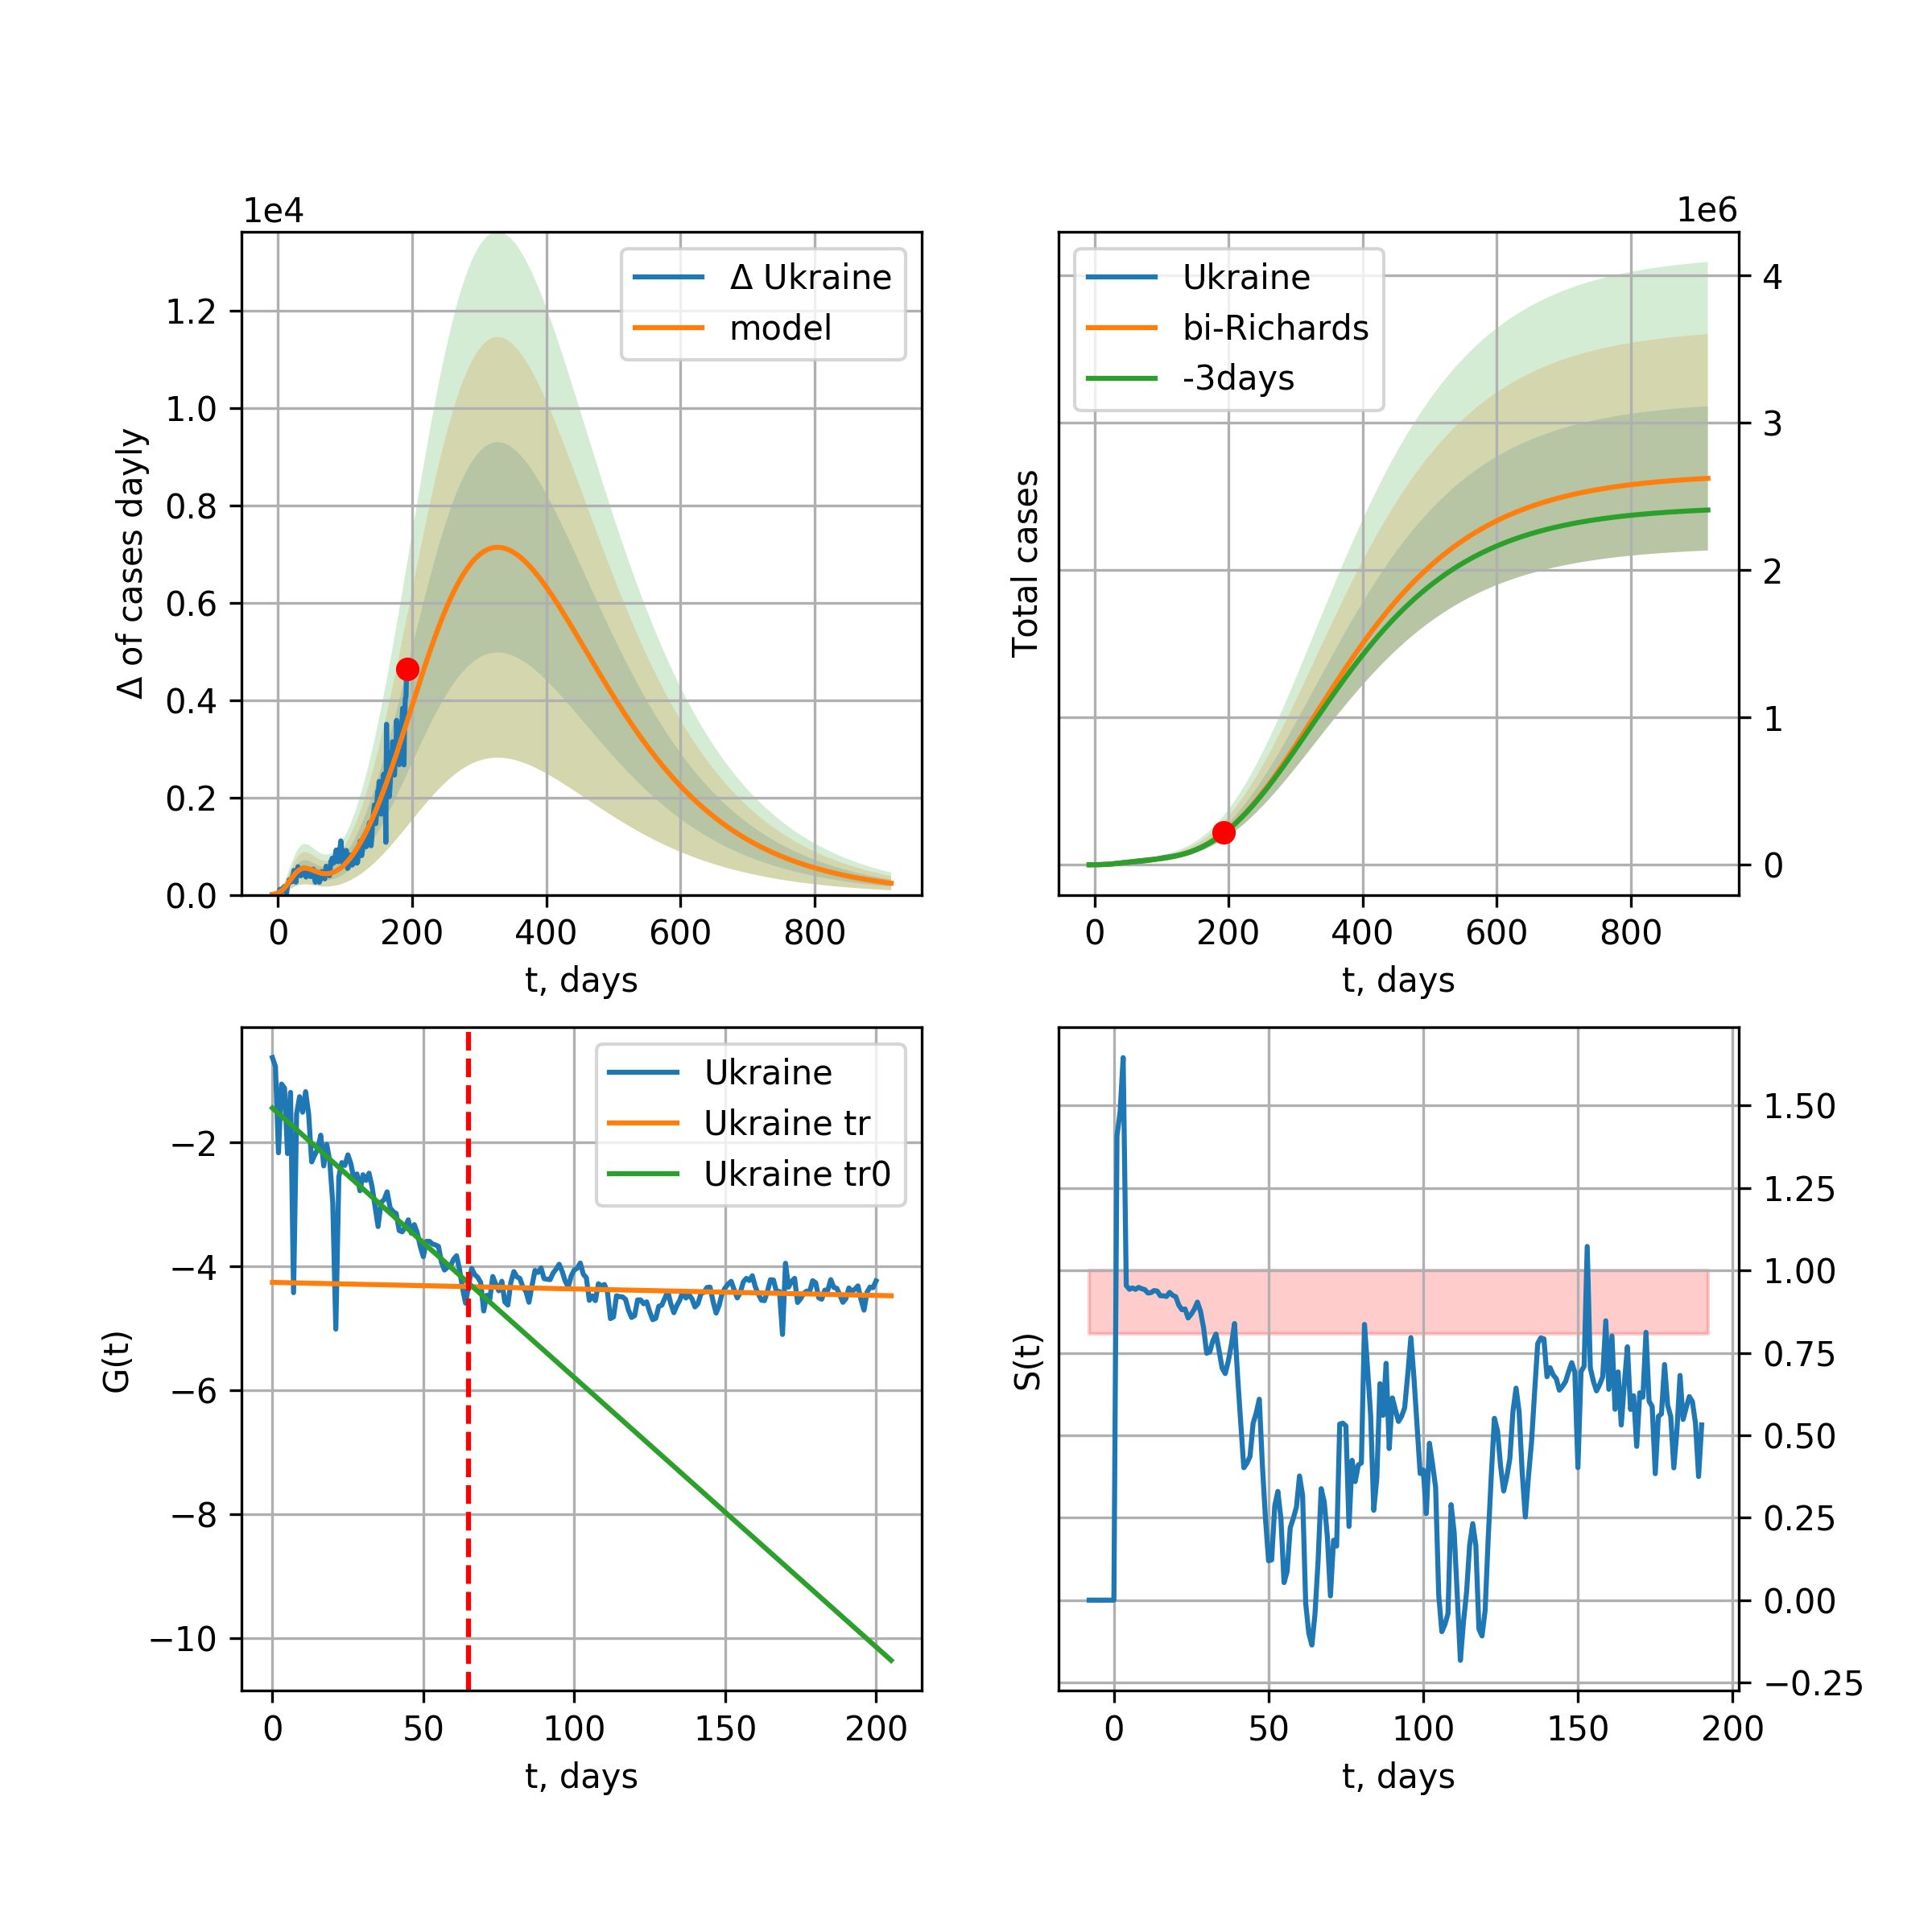 1e4
Δ of cases dayly
1.2
1.0
0.8
0.6
0.4
0.2
0.0
Δ Ukraine
model
0 200 400 600 800
t, days
1e6
Total cases
Ukraine
bi-Richards
-3days
4
3
2
1
0
0 200 400 600 800
t, days
G(t)
−2
−4
−6
−8
−10
Ukraine
Ukraine tr
Ukraine tr0
0 50 100 150 200
t, days
S(t)
1.50
1.25
1.00
0.75
0.50
0.25
0.00
−0.25
0 50 100 150 200
t, days